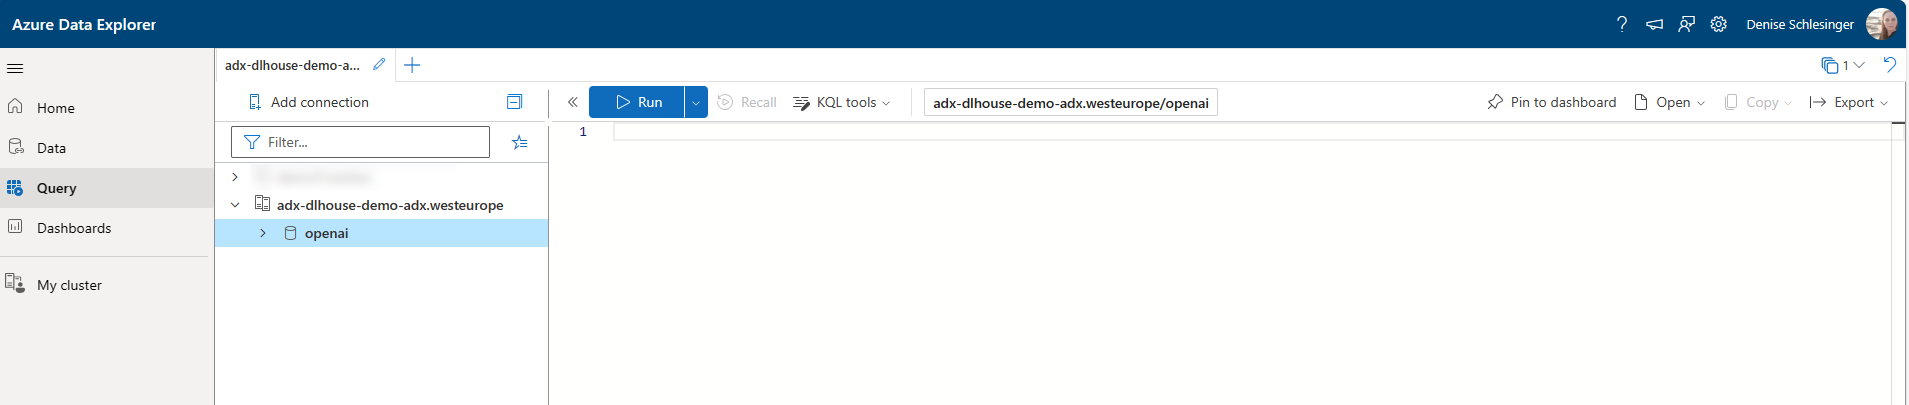 Azure Data Explorer
Denise Schlesinger
adx-dlhouse-demo-a...
1
Home
Data
Query
Dashboards
My cluster
Add connection
Filter...
adx-dlhouse-demo-adx.westeurope
openai
Run
Recall
KQL tools
adx-dlhouse-demo-adx.westeurope/openai
Pin to dashboard
Open
Copy
Export
1